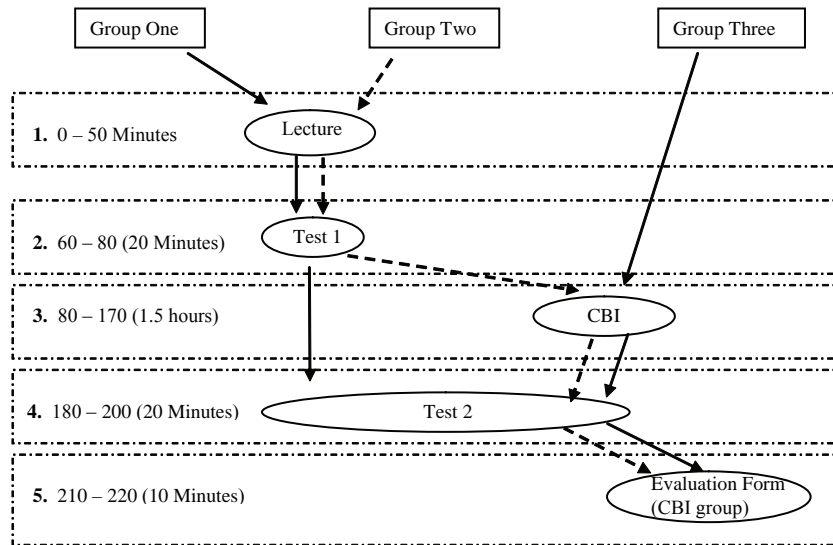 Group One
Group Two
Group Three
1. 0 – 50 Minutes
Lecture
2. 60 – 80 (20 Minutes)
Test 1
3. 80 – 170 (1.5 hours)
CBI
4. 180 – 200 (20 Minutes)
Test 2
5. 210 – 220 (10 Minutes)
Evaluation Form
(CBI group)